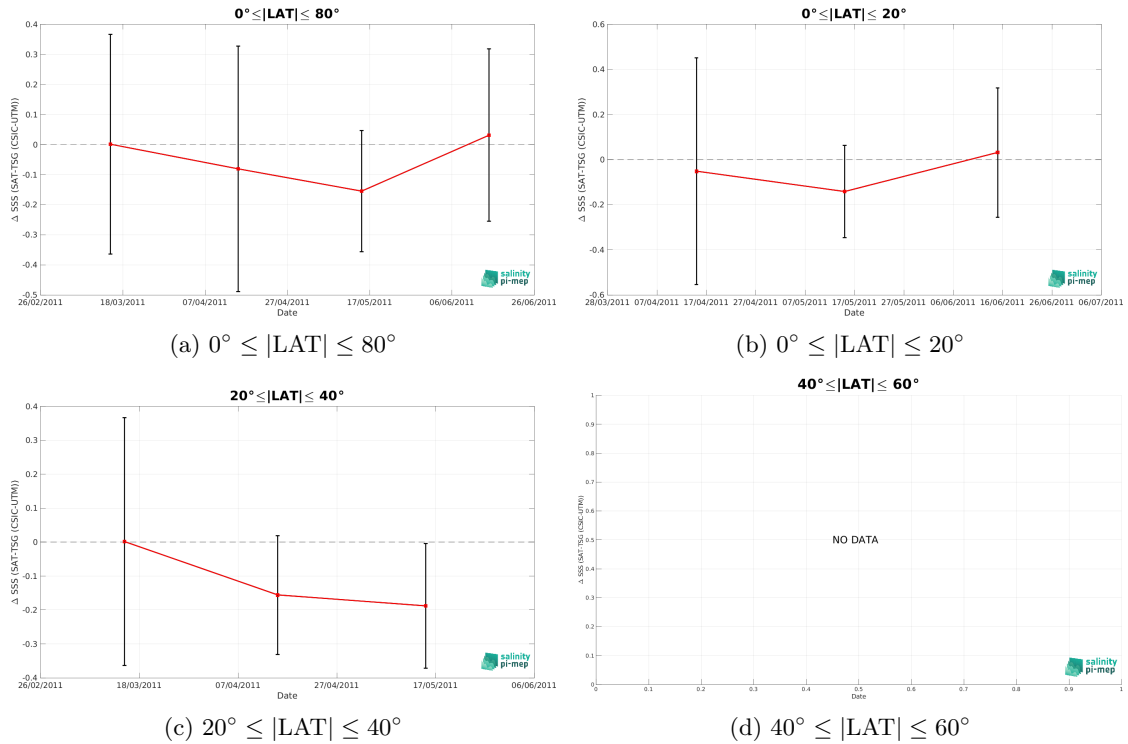 0°≤|LAT|≤ 80°
0.4
0.3
0.2
0.1
0
-0.1
-0.2
-0.3
-0.4
-0.5
Δ SSS (SAT-TSG (CSIC-UTM))
26/02/2011 18/03/2011 07/04/2011 27/04/2011 17/05/2011 06/06/2011 26/06/2011
Date
salinity
pi-mep
(a) 0° ≤ |LAT| ≤ 80°
0°≤|LAT|≤ 20°
0.6
0.4
0.2
0
-0.2
-0.4
-0.6
Δ SSS (SAT-TSG (CSIC-UTM))
28/03/2011 07/04/2011 17/04/2011 27/04/2011 07/05/2011 17/05/2011 27/05/2011 06/06/2011 16/06/2011 26/06/2011 06/07/2011
Date
salinity
pi-mep
(b) 0° ≤ |LAT| ≤ 20°
20°≤|LAT|≤ 40°
0.4
0.3
0.2
0.1
0
-0.1
-0.2
-0.3
-0.4
Δ SSS (SAT-TSG (CSIC-UTM))
26/02/2011 18/03/2011 07/04/2011 27/04/2011 17/05/2011 06/06/2011
Date
salinity
pi-mep
(c) 20° ≤ |LAT| ≤ 40°
40°≤|LAT|≤ 60°
1
0.9
0.8
0.7
0.6
0.5
0.4
0.3
0.2
0.1
0
Δ SSS (SAT-TSG (CSIC-UTM))
NO DATA
0 0.1 0.2 0.3 0.4 0.5 0.6 0.7 0.8 0.9 1
Date
salinity
pi-mep
(d) 40° ≤ |LAT| ≤ 60°